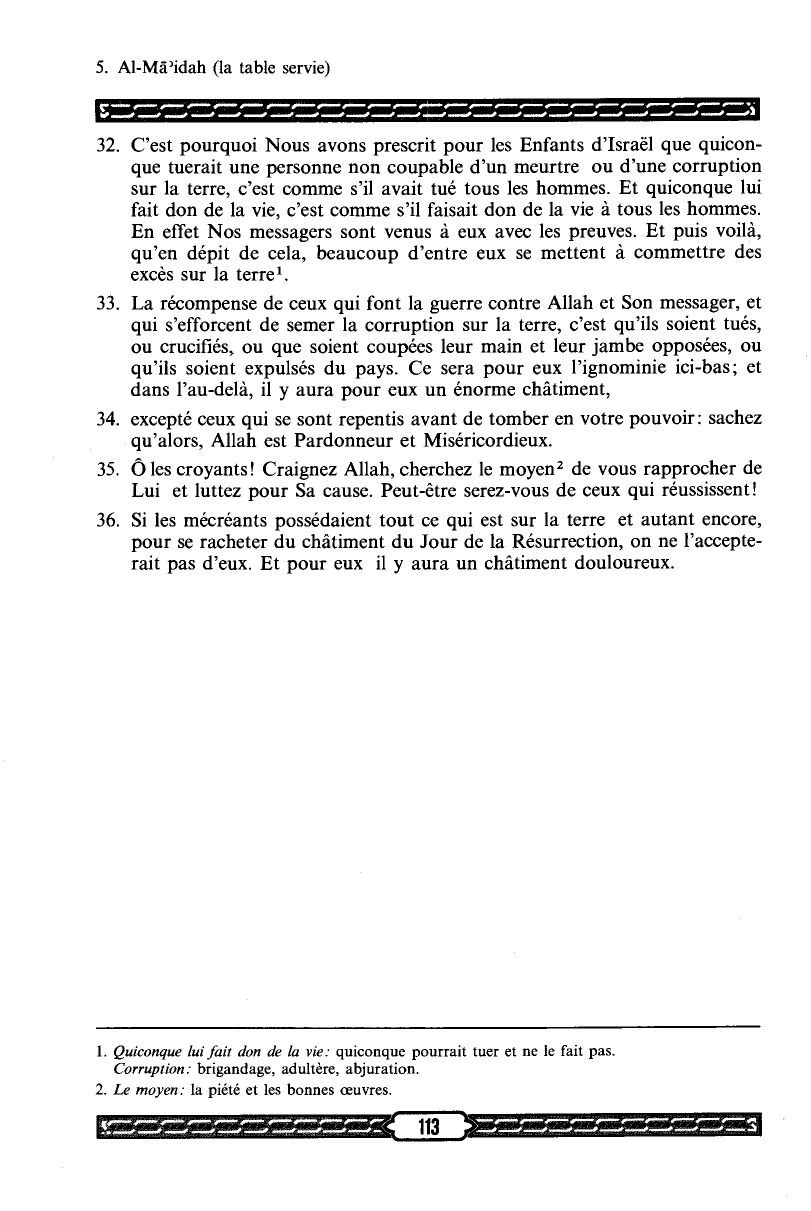 5. Al-Māʾidah (la table servie)
32. C’est pourquoi Nous avons prescrit pour les Enfants d’Israël que quicon-
que tuerait une personne non coupable d’un meurtre ou d’une corruption
sur la terre, c’est comme s’il avait tué tous les hommes. Et quiconque lui
fait don de la vie, c’est comme s’il faisait don de la vie à tous les hommes.
En effet Nos messagers sont venus à eux avec les preuves. Et puis voilà,
qu’en dépit de cela, beaucoup d’entre eux se mettent à commettre des
excès sur la terre¹.
33. La récompense de ceux qui font la guerre contre Allah et Son messager, et
qui s’efforcent de semer la corruption sur la terre, c’est qu’ils soient tués,
ou crucifiés, ou que soient coupées leur main et leur jambe opposées, ou
qu’ils soient expulsés du pays. Ce sera pour eux l’ignominie ici-bas; et
dans l’au-delà, il y aura pour eux un énorme châtiment,
34. excepté ceux qui se sont repentis avant de tomber en votre pouvoir: sachez
qu’alors, Allah est Pardonneur et Miséricordieux.
35. Ô les croyants! Craignez Allah, cherchez le moyen² de vous rapprocher de
Lui et luttez pour Sa cause. Peut-être serez-vous de ceux qui réussissent!
36. Si les mécréants possédaient tout ce qui est sur la terre et autant encore,
pour se racheter du châtiment du Jour de la Résurrection, on ne l’accepte-
rait pas d’eux. Et pour eux il y aura un châtiment douloureux.
1. Quiconque lui fait don de la vie: quiconque pourrait tuer et ne le fait pas.
Corruption: brigandage, adultère, abjuration.
2. Le moyen: la piété et les bonnes œuvres.
113